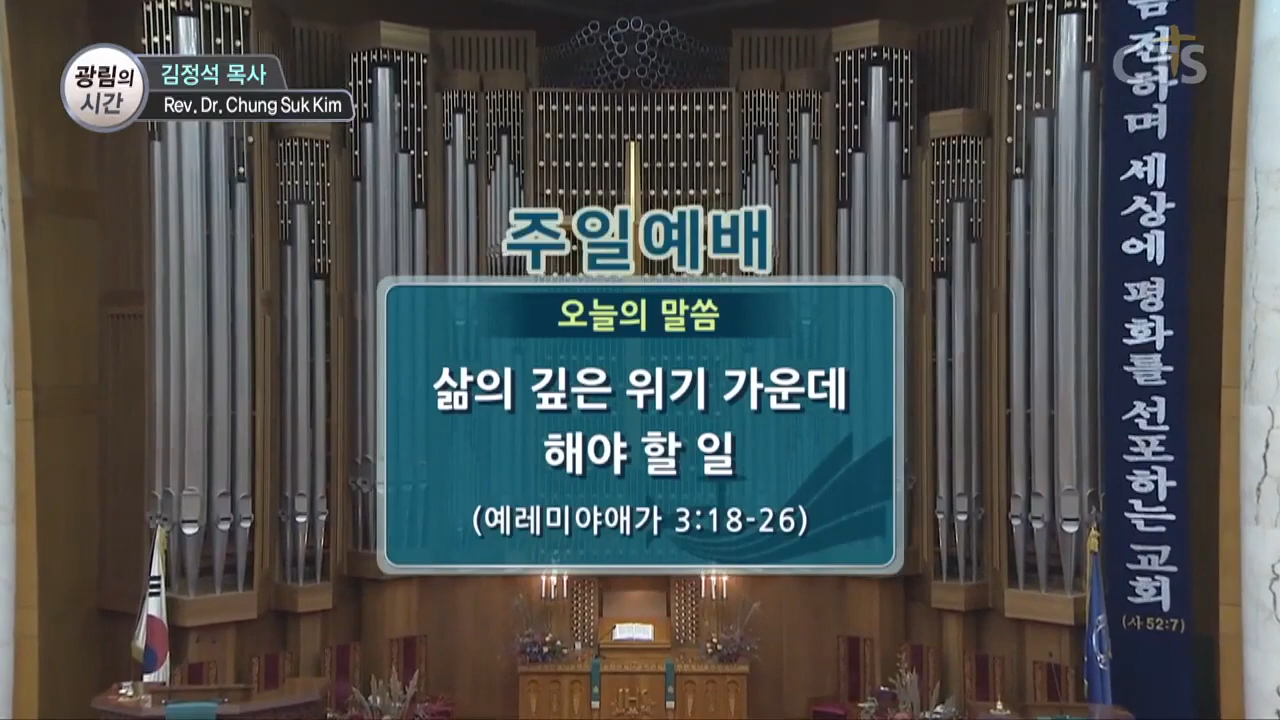 광림의
시간
김정석 목사
Rev. Dr. Chung Suk Kim
CTS
주일예배
오늘의 말씀
삶의 깊은 위기 가운데
해야 할 일
(예레미야애가 3:18-26)
전하며 세상에 평화를 선포하는 교회
(사 52:7)